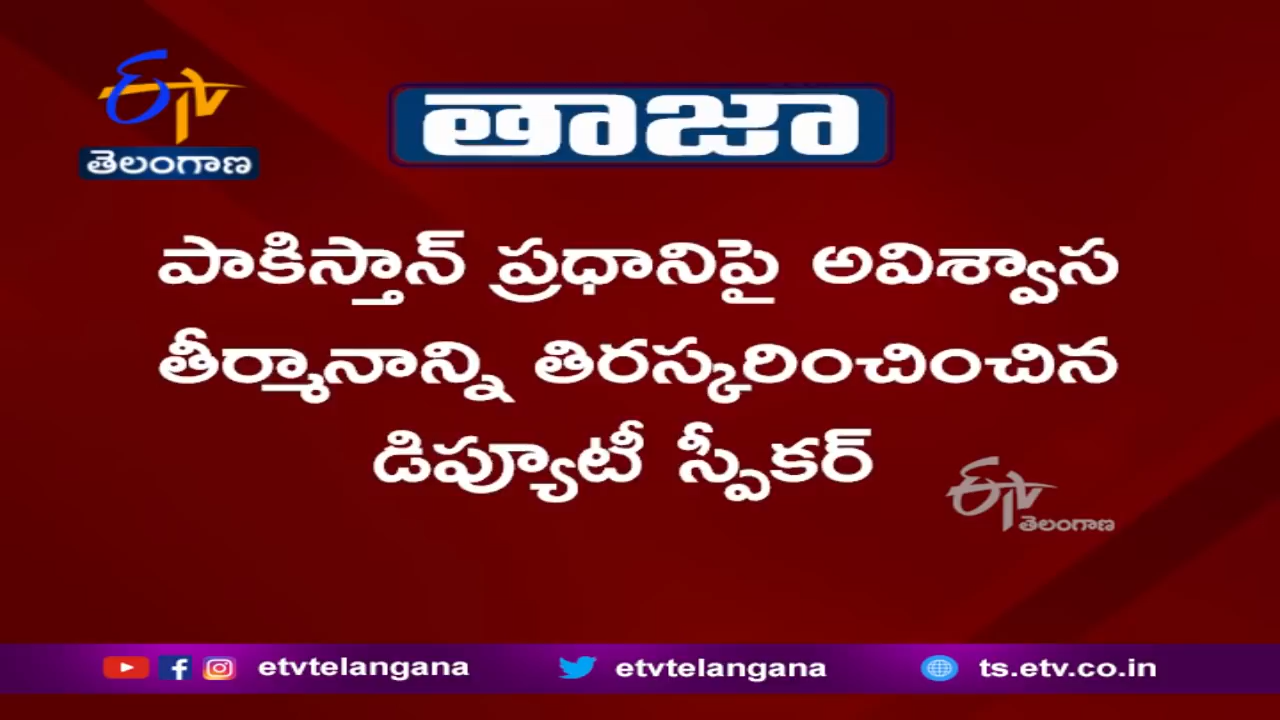 ETV
తెలంగాణ
తాజా
పాకిస్తాన్ ప్రధానిపై అవిశ్వాస
తీర్మానాన్ని తిరస్కరించించిన
డిప్యూటీ స్పీకర్
ETV
తెలంగాణ
etvtelangana
etvtelangana
ts.etv.co.in